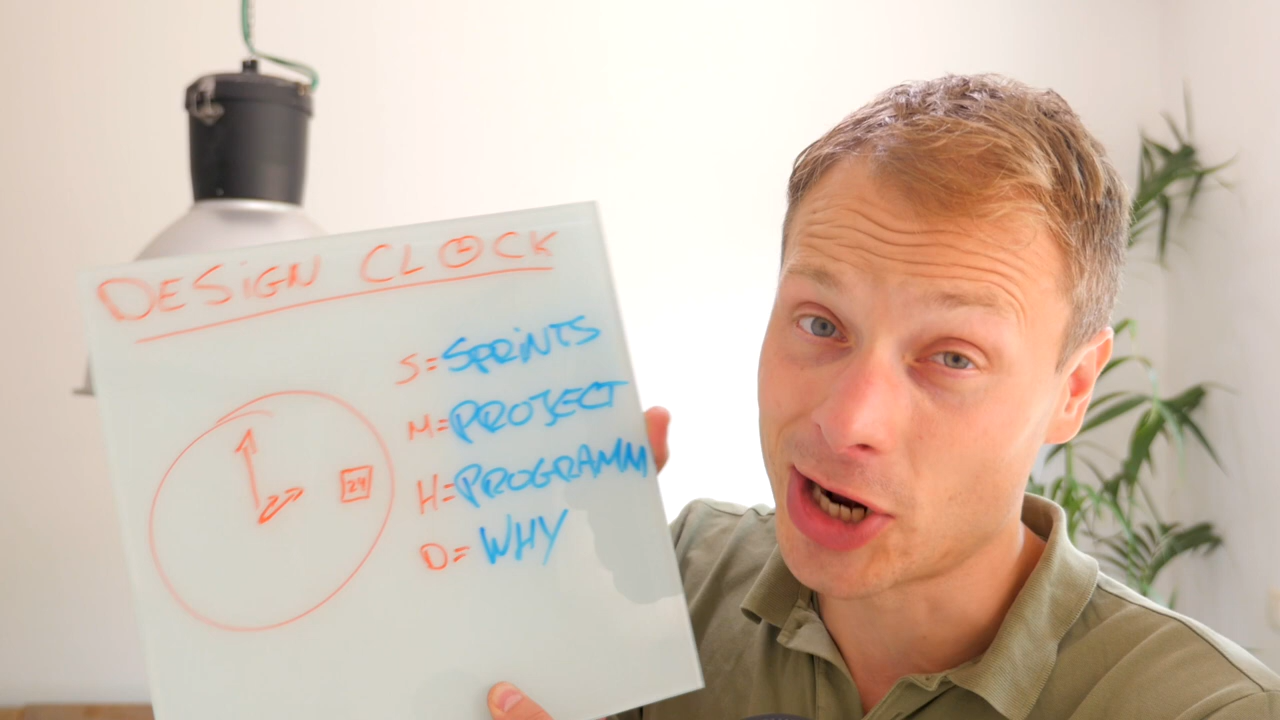 DESIGN CLOCK
S=SPRINTS
M=PROJECT
H=PROGRAMM
D=WHY
24